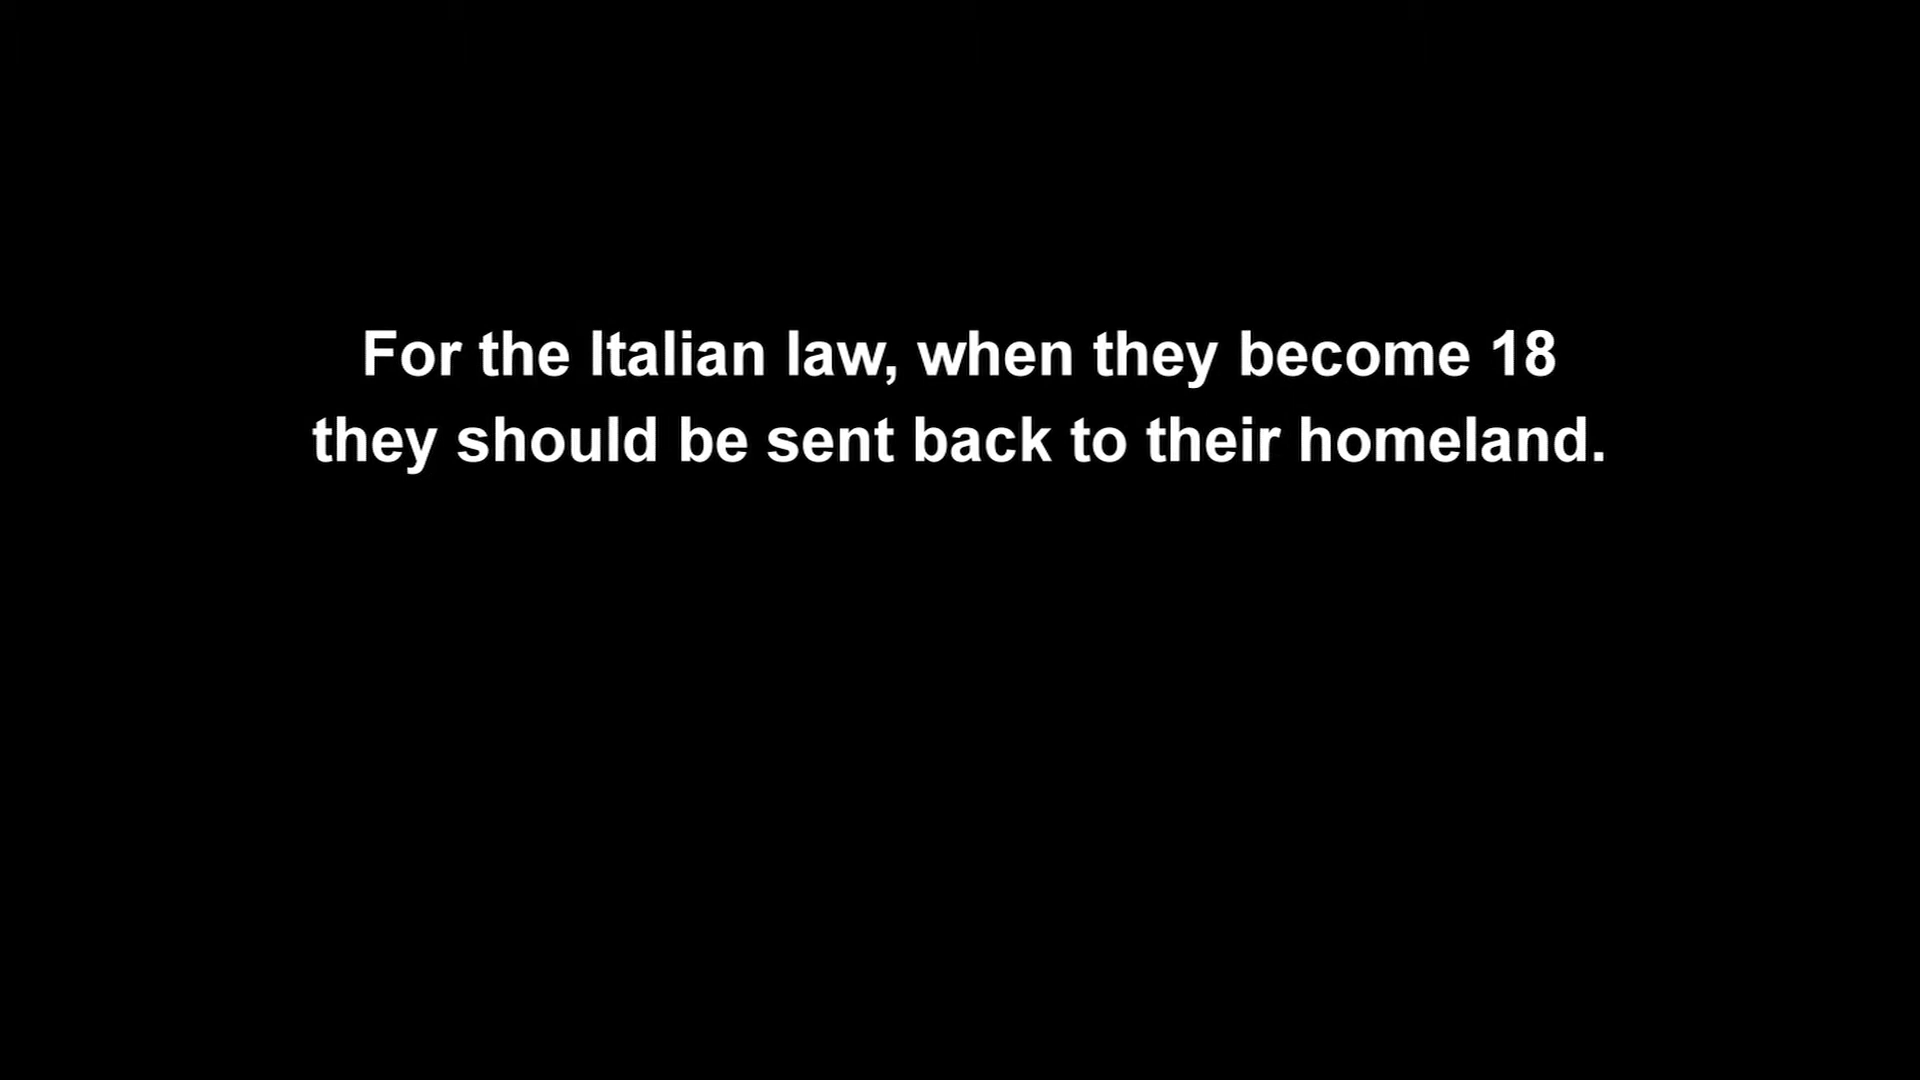 For the Italian law, when they become 18
they should be sent back to their homeland.